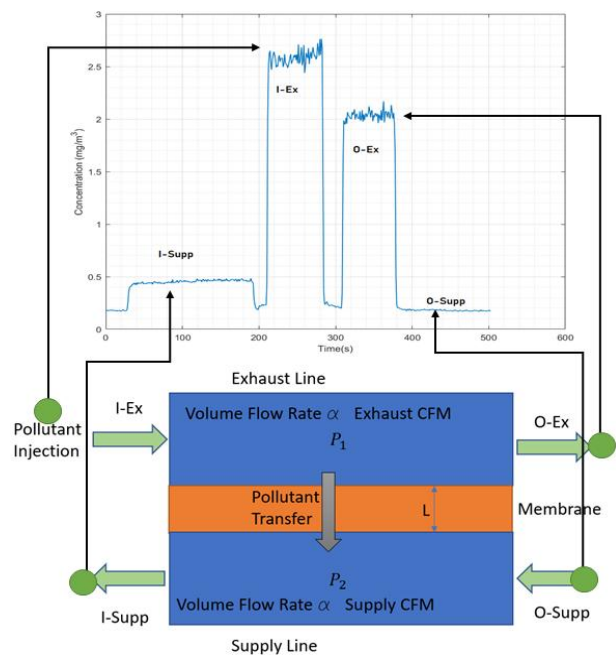 3
2.5
2
1.5
1
0.5
0
Concentration (mg/m³)
I-Ex
O-Ex
I-Supp
O-Supp
0 100 200 300 400 500 600
Time(s)
Exhaust Line
I-Ex
Volume Flow Rate α Exhaust CFM
O-Ex
Pollutant
Injection
P₁
Pollutant
Transfer
L
Membrane
P₂
Volume Flow Rate α Supply CFM
I-Supp
O-Supp
Supply Line